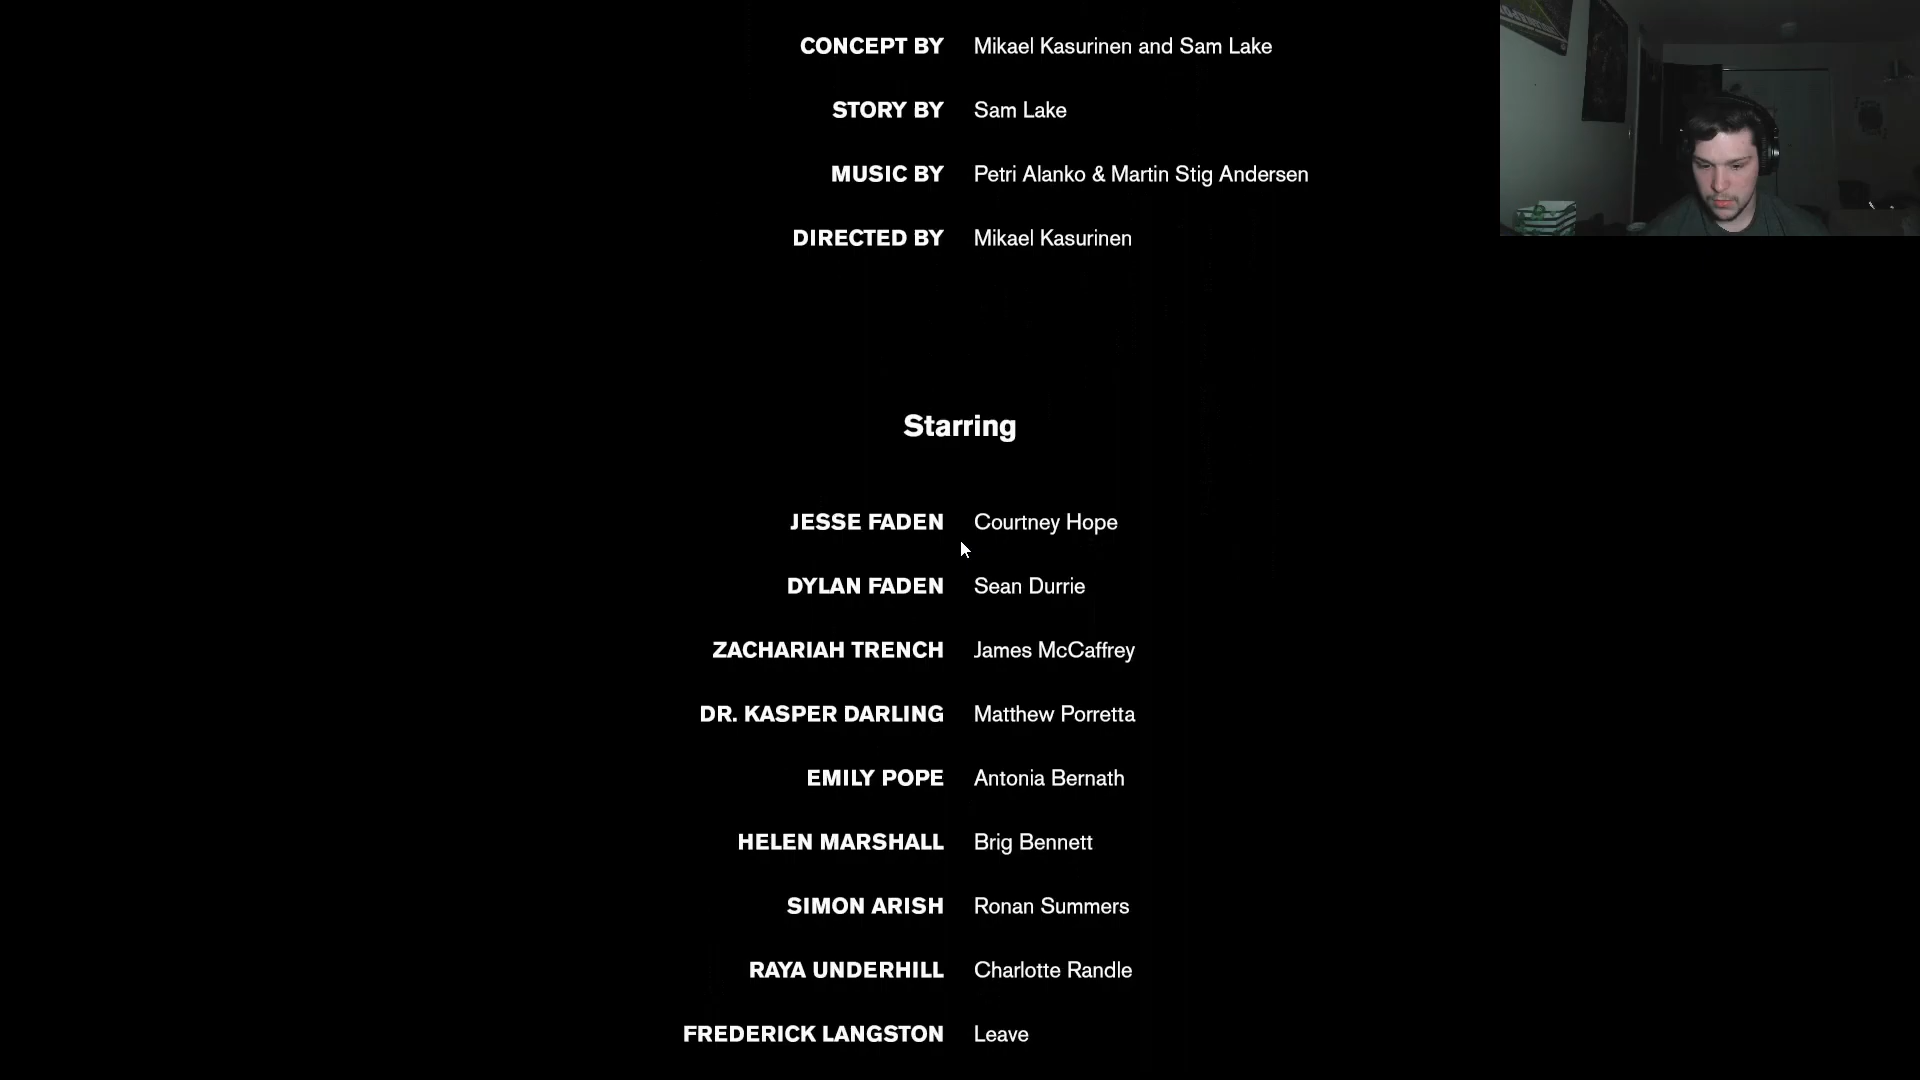 CONCEPT BY Mikael Kasurinen and Sam Lake
STORY BY Sam Lake
MUSIC BY Petri Alanko & Martin Stig Andersen
DIRECTED BY Mikael Kasurinen
Starring
JESSE FADEN Courtney Hope
DYLAN FADEN Sean Durrie
ZACHARIAH TRENCH James McCaffrey
DR. KASPER DARLING Matthew Porretta
EMILY POPE Antonia Bernath
HELEN MARSHALL Brig Bennett
SIMON ARISH Ronan Summers
RAYA UNDERHILL Charlotte Randle
FREDERICK LANGSTON Leave